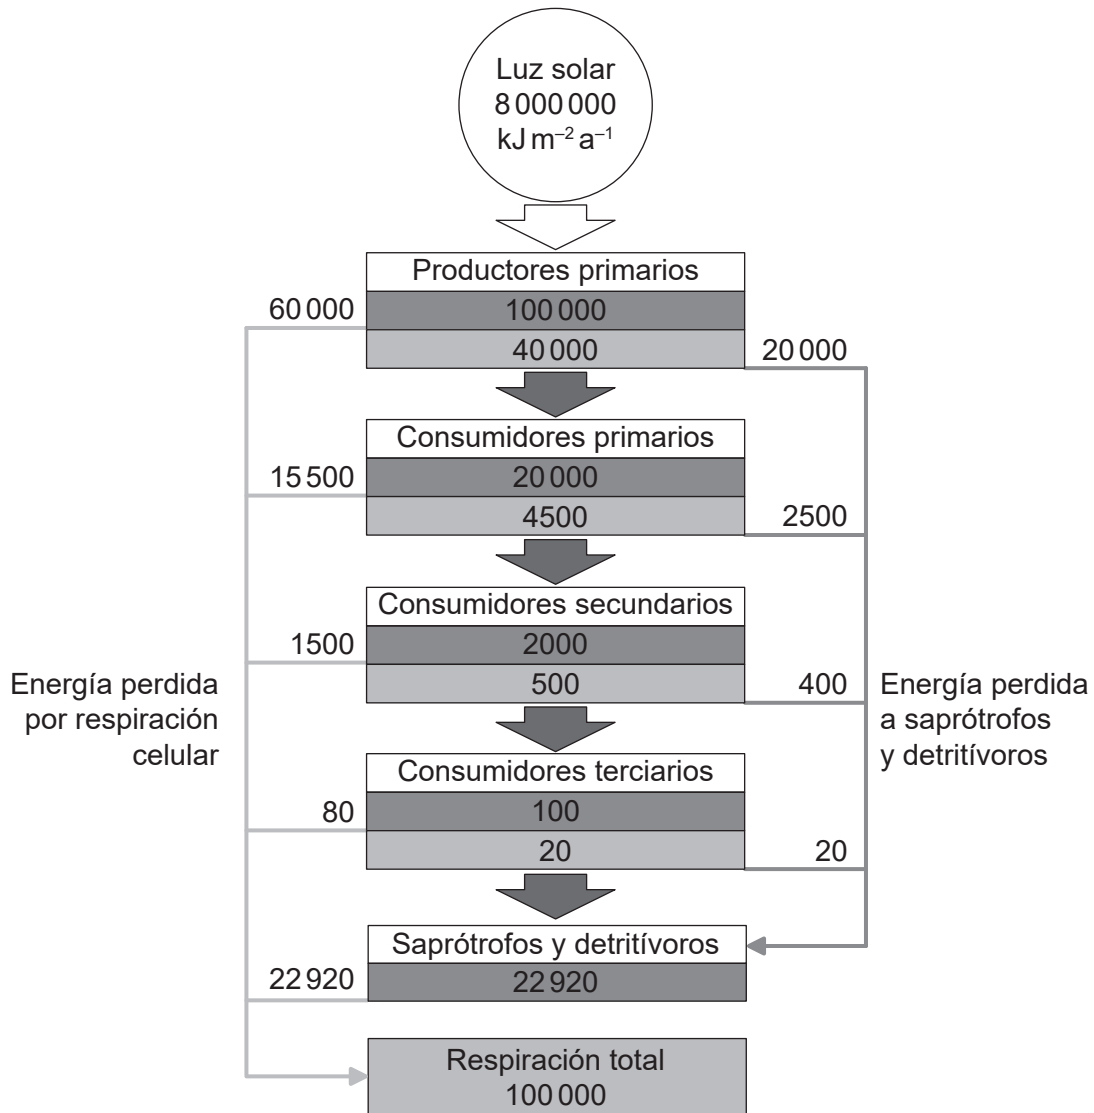 Luz solar
8 000 000
kJ m⁻² a⁻¹
Productores primarios
60 000
100 000
40 000
20 000
Consumidores primarios
15 500
20 000
4500
2500
Consumidores secundarios
1500
2000
500
400
Energía perdida
por respiración
celular
Energía perdida
a saprótrofos
y detritívoros
Consumidores terciarios
80
100
20
20
Saprótrofos y detritívoros
22 920
22 920
Respiración total
100 000